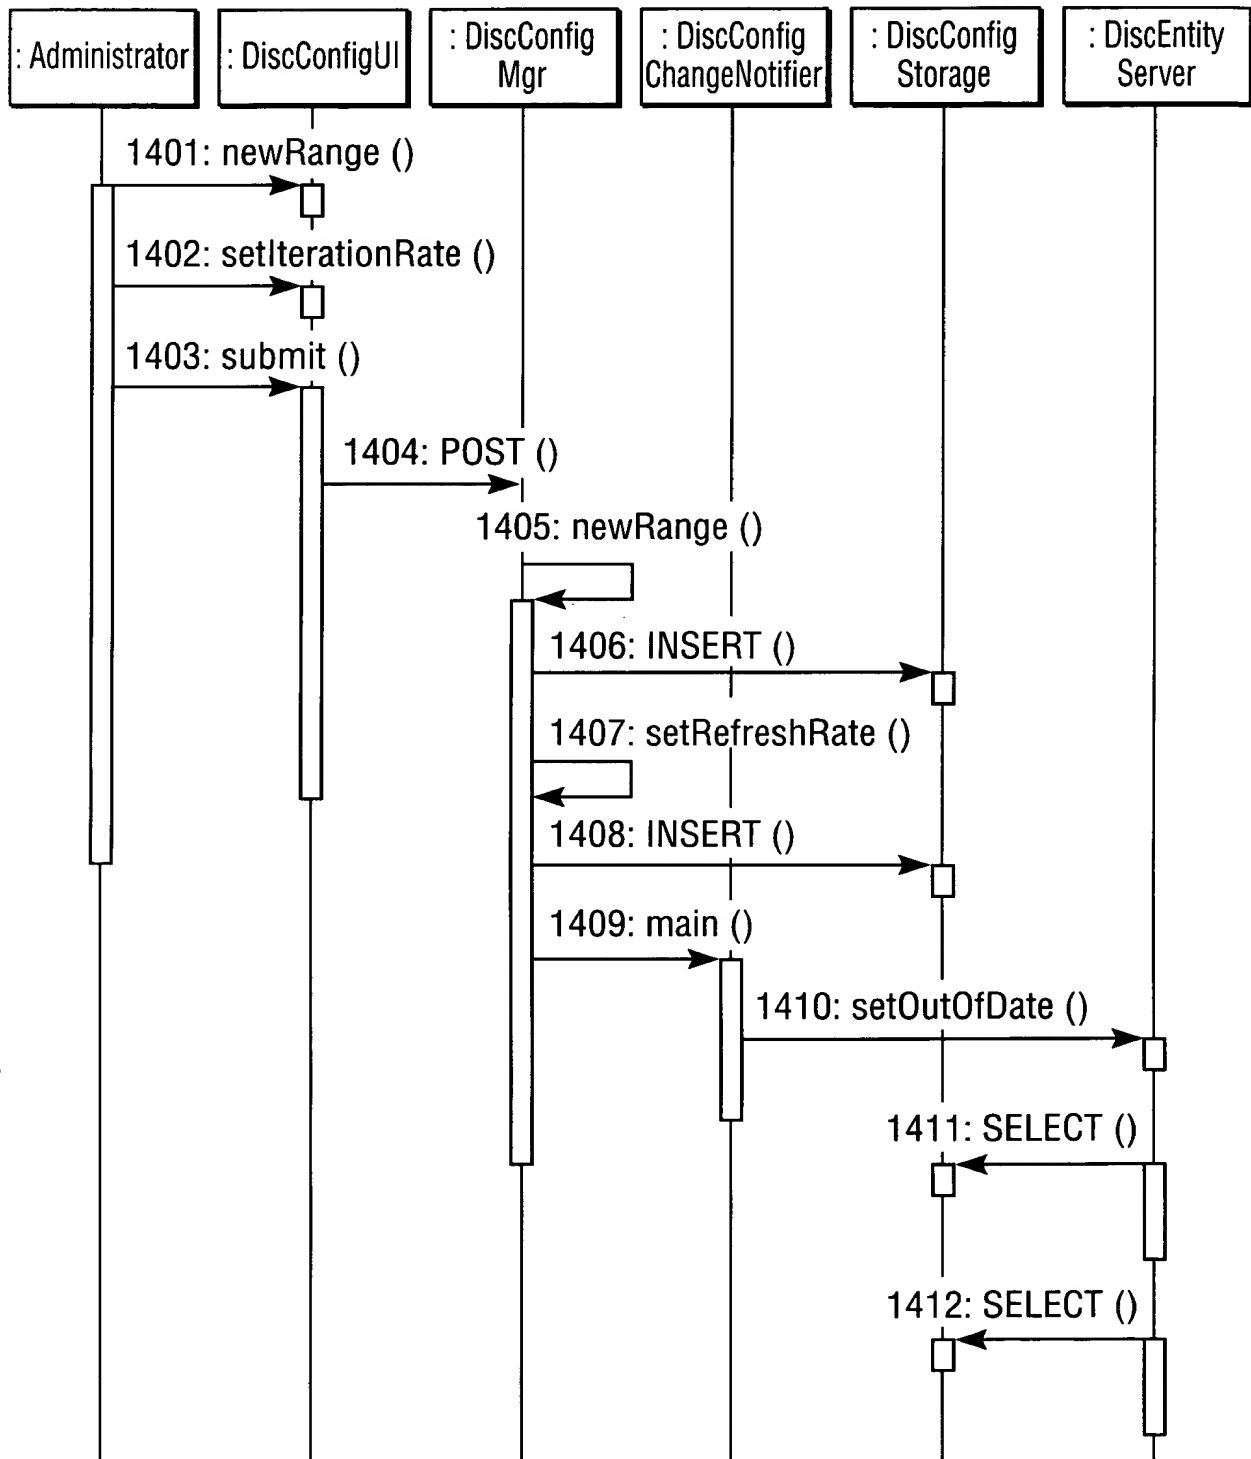 : Administrator
: DiscConfigUI
: DiscConfig
Mgr
: DiscConfig
ChangeNotifier
: DiscConfig
Storage
: DiscEntity
Server
1401: newRange ()
1402: setIterationRate ()
1403: submit ()
1404: POST ()
1405: newRange ()
1406: INSERT ()
1407: setRefreshRate ()
1408: INSERT ()
1409: main ()
1410: setOutOfDate ()
1411: SELECT ()
1412: SELECT ()